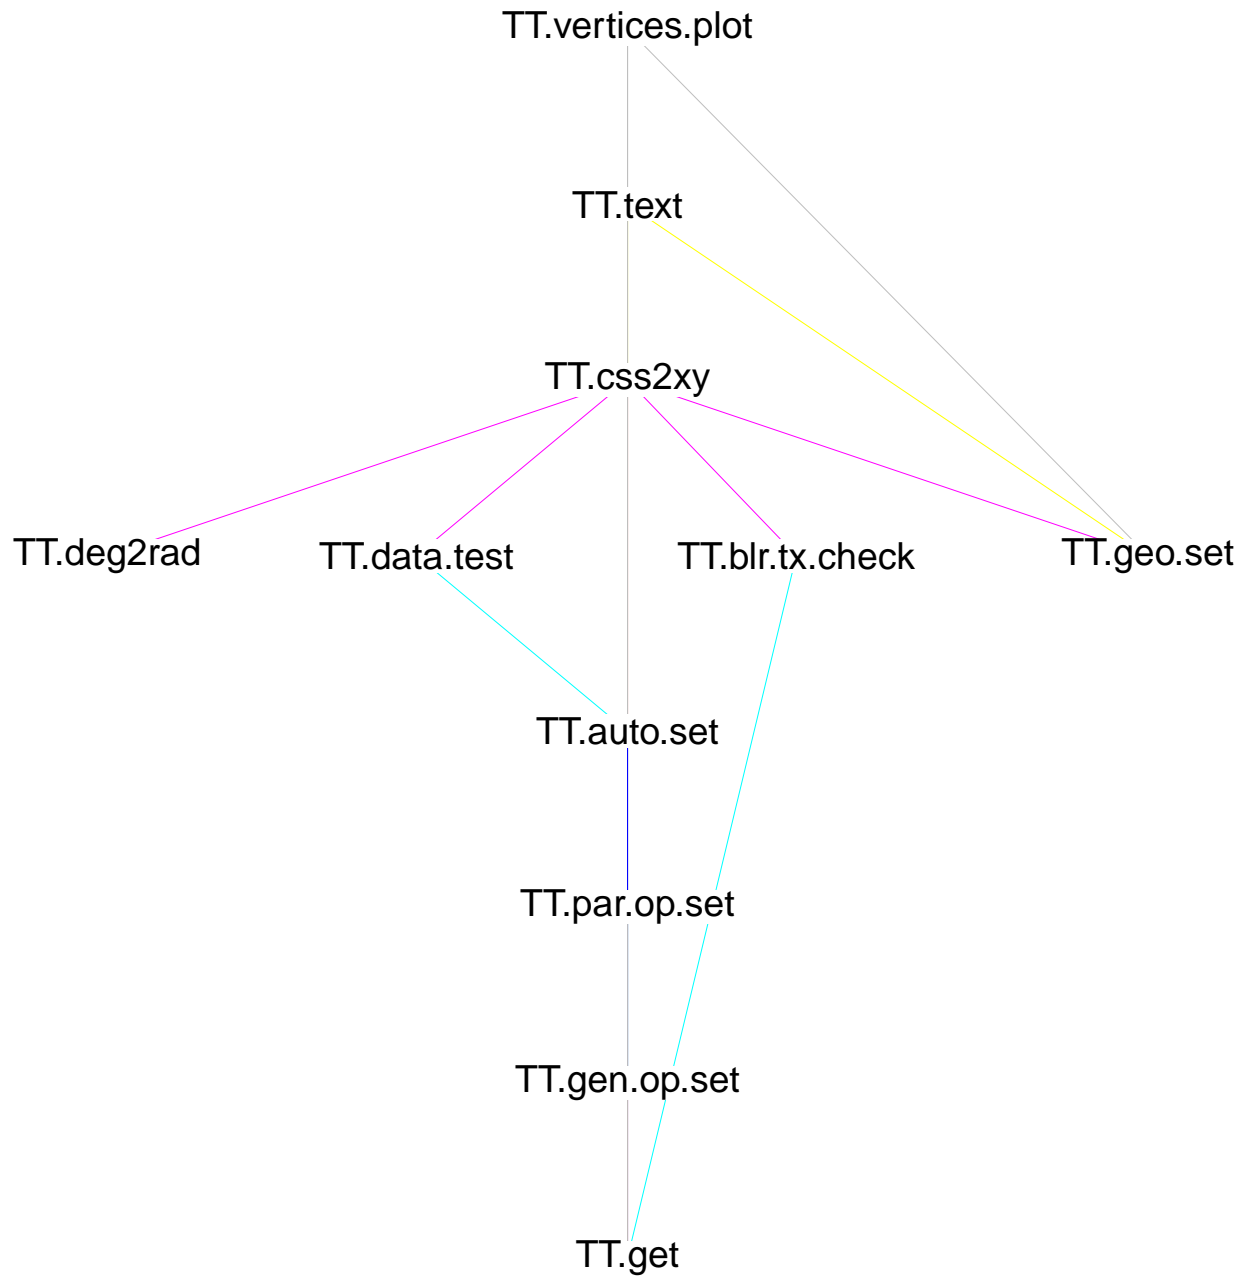 TT.vertices.plot
TT.text
TT.css2xy
TT.deg2rad
TT.data.test
TT.blr.tx.check
TT.geo.set
TT.auto.set
TT.par.op.set
TT.gen.op.set
TT.get